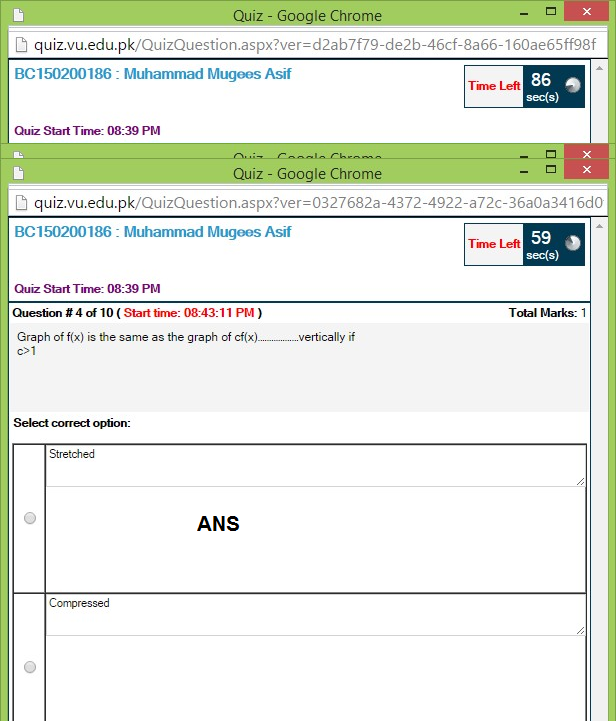 Quiz - Google Chrome
quiz.vu.edu.pk/QuizQuestion.aspx?ver=d2ab7f79-de2b-46cf-8a66-160ae65ff98f
BC150200186 : Muhammad Mugees Asif
Time Left 86
sec(s)
Quiz Start Time: 08:39 PM
Quiz - Google Chrome
Quiz - Google Chrome
quiz.vu.edu.pk/QuizQuestion.aspx?ver=0327682a-4372-4922-a72c-36a0a3416d0
BC150200186 : Muhammad Mugees Asif
Time Left 59
sec(s)
Quiz Start Time: 08:39 PM
Question # 4 of 10 ( Start time: 08:43:11 PM ) Total Marks: 1
Graph of f(x) is the same as the graph of cf(x)..................vertically if
c>1
Select correct option:
Stretched
ANS
Compressed